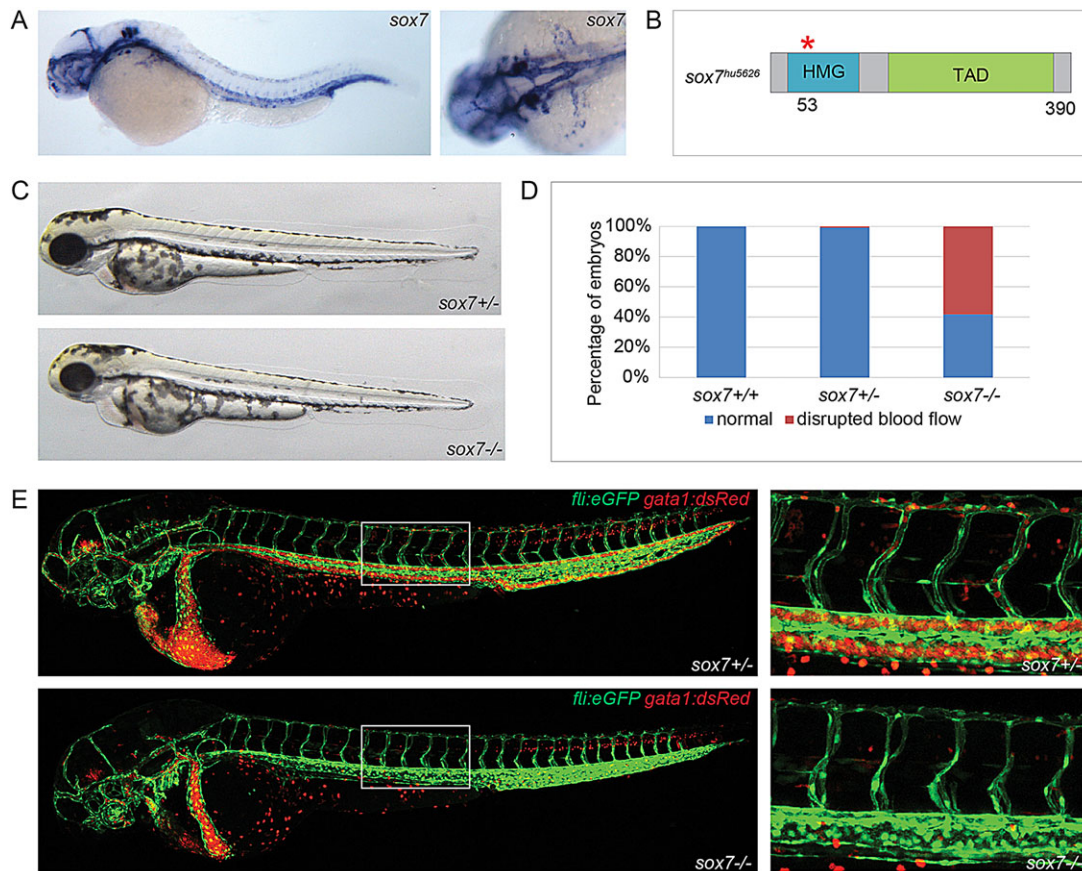 A
sox7
sox7
B
*
sox7hu5626
HMG
TAD
53
390
C
sox7+/-
sox7-/-
D
Percentage of embryos
100%
80%
60%
40%
20%
0%
sox7+/+
sox7+/-
sox7-/-
normal
disrupted blood flow
E
fli:eGFP gata1:dsRed
sox7+/-
sox7+/-
fli:eGFP gata1:dsRed
sox7-/-
sox7-/-